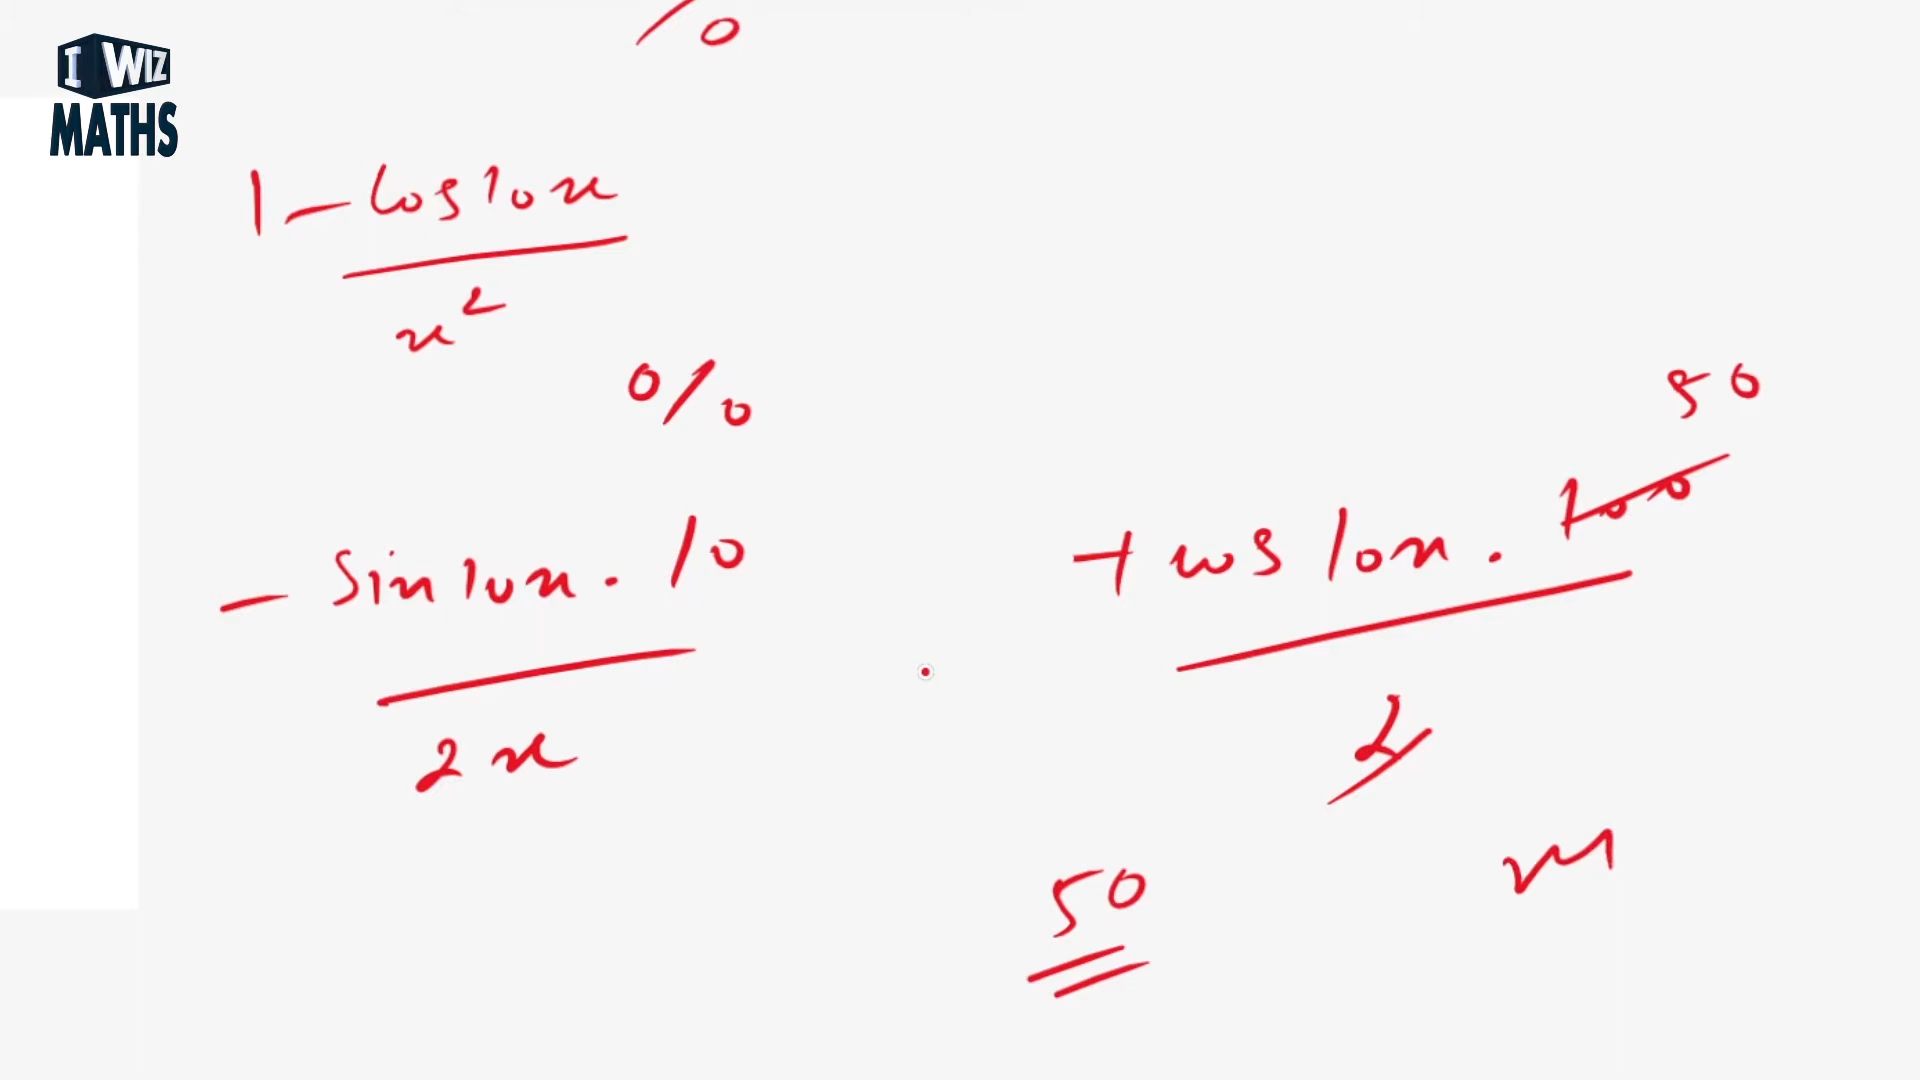 I WIZ
MATHS
/0
1 - cos10x
x²
0/0
- sin10x . 10
2x
50
+ cos10x . 100
2
50